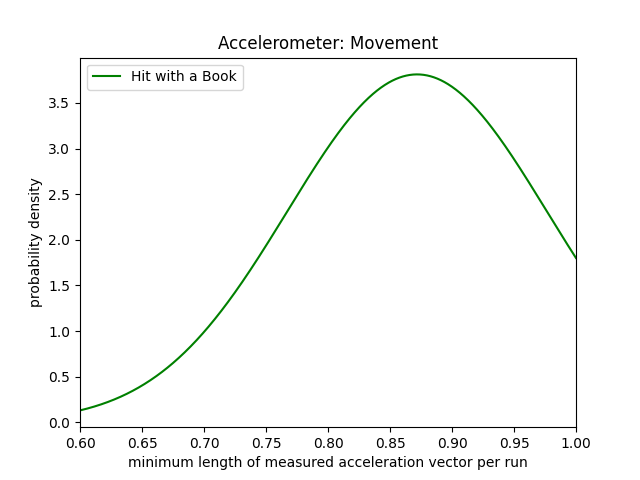 Accelerometer: Movement
Hit with a Book
probability density
3.5
3.0
2.5
2.0
1.5
1.0
0.5
0.0
0.60 0.65 0.70 0.75 0.80 0.85 0.90 0.95 1.00
minimum length of measured acceleration vector per run